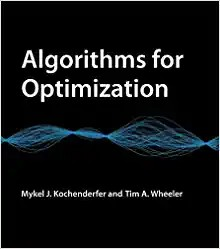 Algorithms for
Optimization
Mykel J. Kochenderfer and Tim A. Wheeler